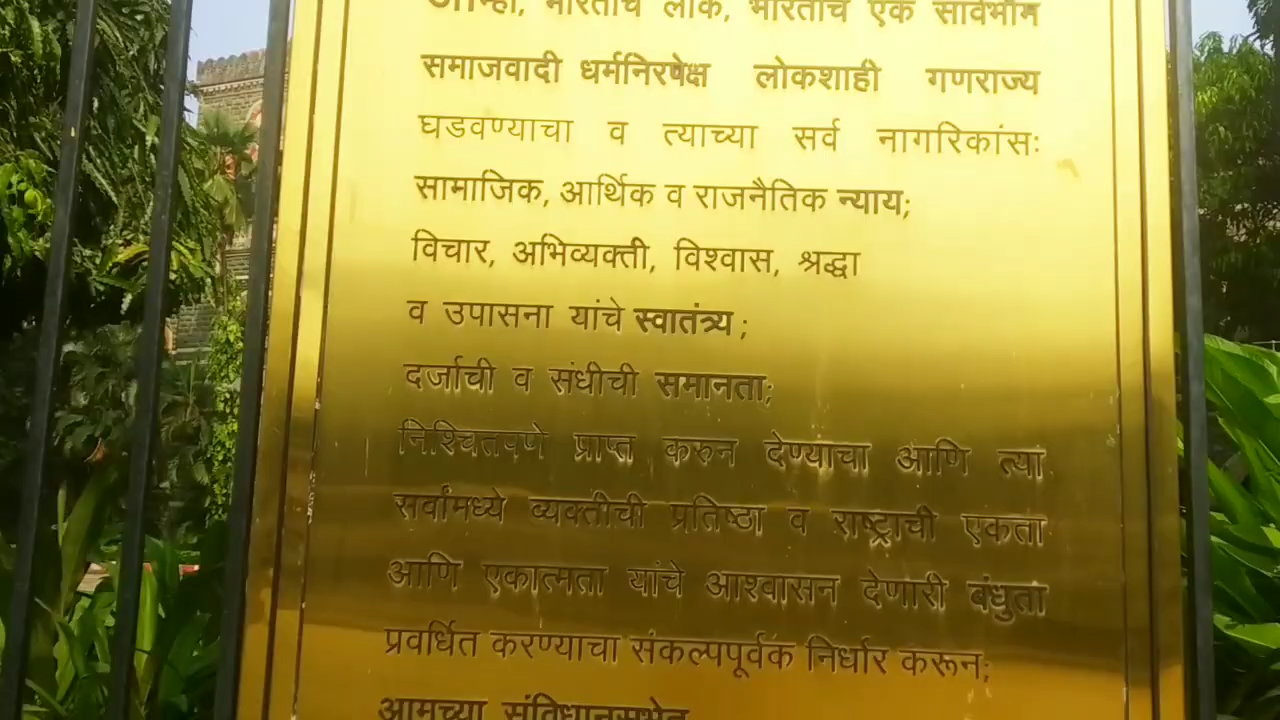 आम्ही, भारताचे लोक, भारताचे एक सार्वभौम
समाजवादी धर्मनिरपेक्ष लोकशाही गणराज्य
घडवण्याचा व त्याच्या सर्व नागरिकांसः
सामाजिक, आर्थिक व राजनैतिक न्याय;
विचार, अभिव्यक्ती, विश्वास, श्रद्धा
व उपासना यांचे स्वातंत्र्य ;
दर्जाची व संधीची समानता;
निश्चितपणे प्राप्त करुन देण्याचा आणि त्या
सर्वांमध्ये व्यक्तीची प्रतिष्ठा व राष्ट्राची एकता
आणि एकात्मता यांचे आश्वासन देणारी बंधुता
प्रवर्धित करण्याचा संकल्पपूर्वक निर्धार करून;
आमच्या संविधानसभेत